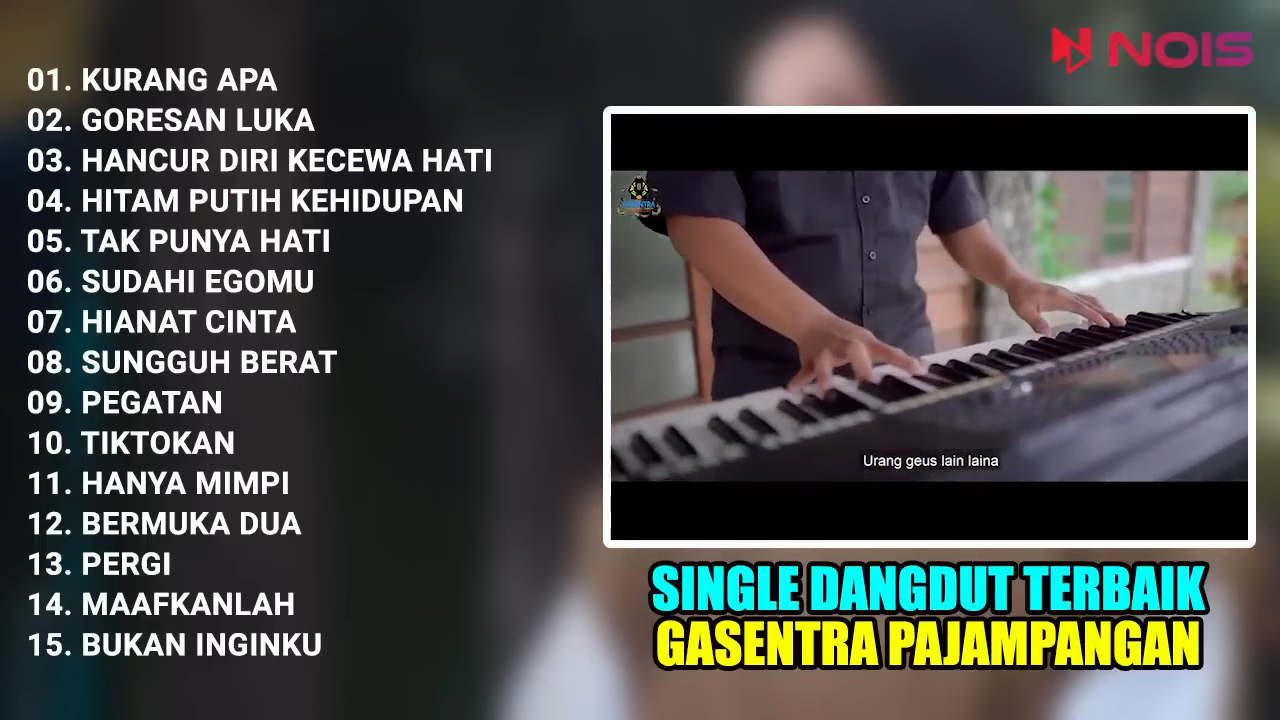 NOIS
01. KURANG APA
02. GORESAN LUKA
03. HANCUR DIRI KECEWA HATI
04. HITAM PUTIH KEHIDUPAN
05. TAK PUNYA HATI
06. SUDAHI EGOMU
07. HIANAT CINTA
08. SUNGGUH BERAT
09. PEGATAN
10. TIKTOKAN
11. HANYA MIMPI
12. BERMUKA DUA
13. PERGI
14. MAAFKANLAH
15. BUKAN INGINKU
GASENTRA
Urang geus lain laina
SINGLE DANGDUT TERBAIK
GASENTRA PAJAMPANGAN